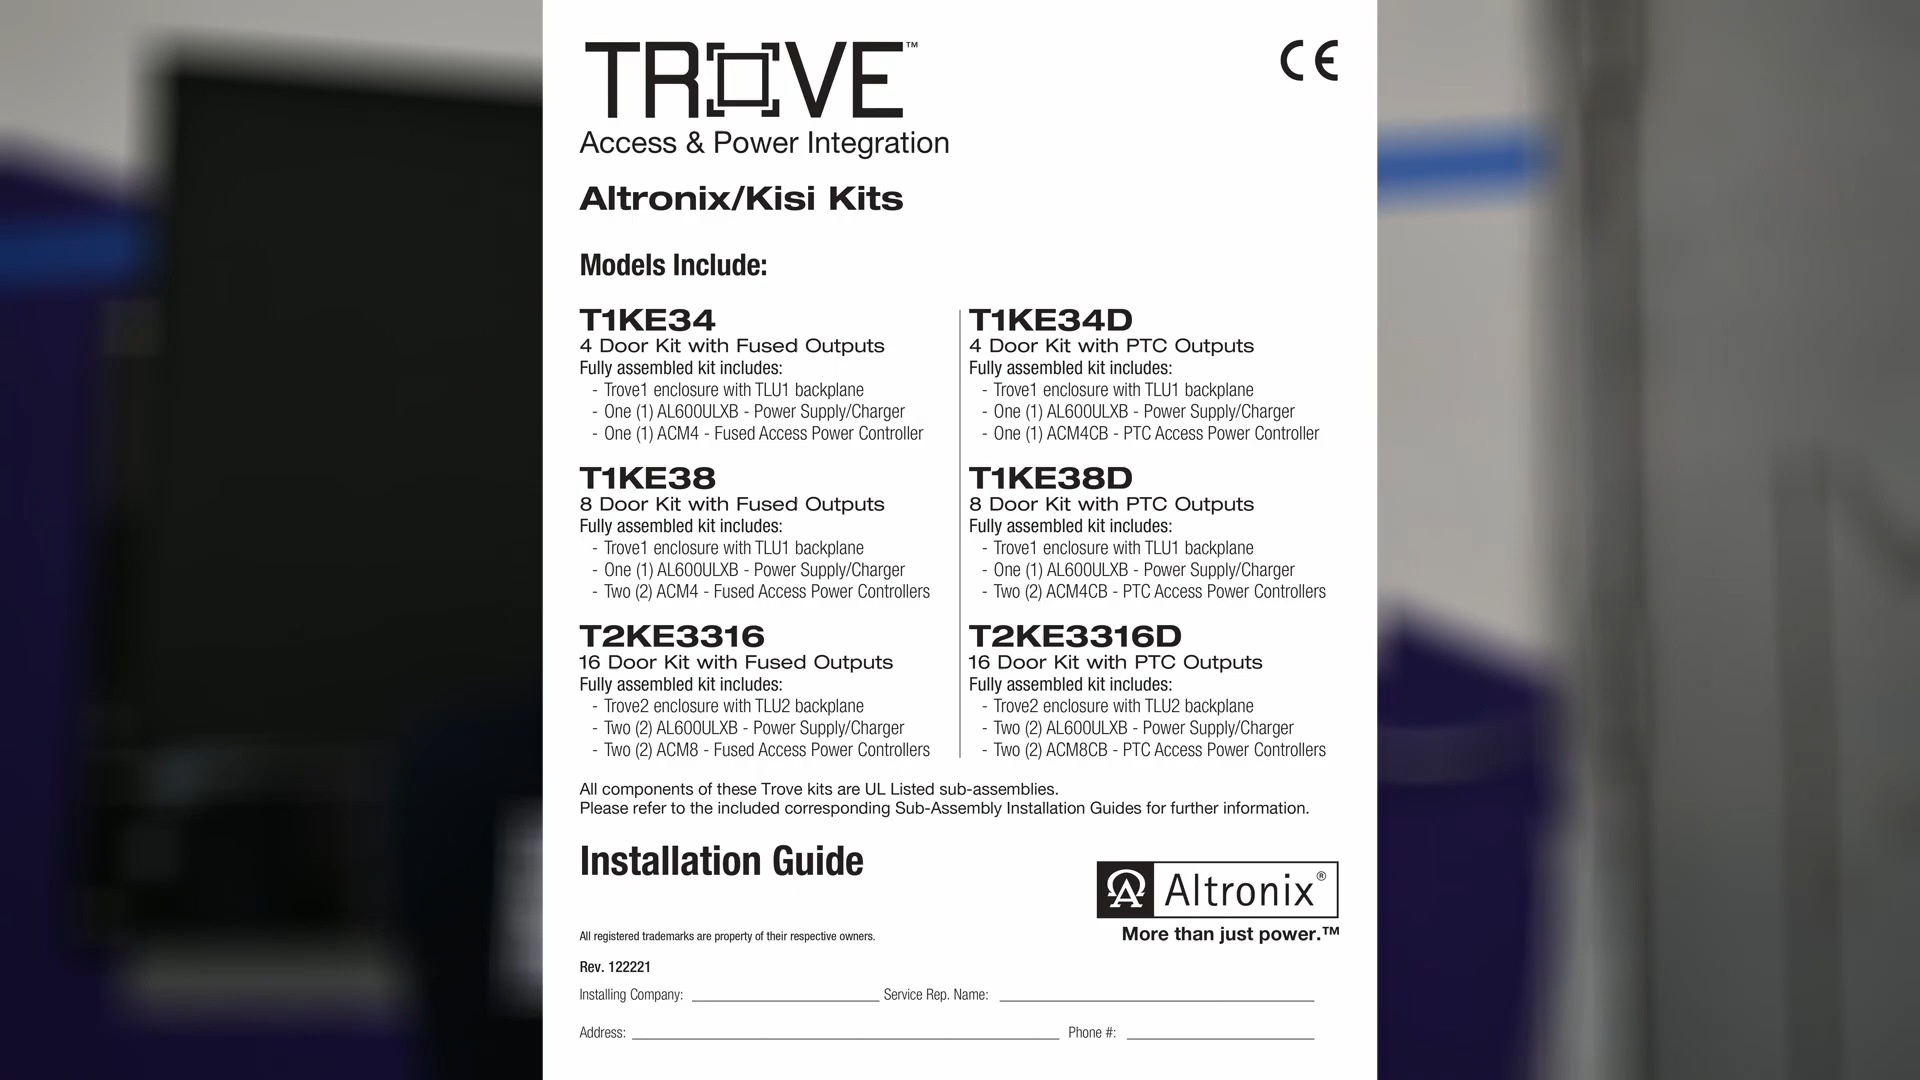 TROVE™
CE
Access & Power Integration
Altronix/Kisi Kits
Models Include:
T1KE34
4 Door Kit with Fused Outputs
Fully assembled kit includes:
- Trove1 enclosure with TLU1 backplane
- One (1) AL600ULXB - Power Supply/Charger
- One (1) ACM4 - Fused Access Power Controller
T1KE38
8 Door Kit with Fused Outputs
Fully assembled kit includes:
- Trove1 enclosure with TLU1 backplane
- One (1) AL600ULXB - Power Supply/Charger
- Two (2) ACM4 - Fused Access Power Controllers
T2KE3316
16 Door Kit with Fused Outputs
Fully assembled kit includes:
- Trove2 enclosure with TLU2 backplane
- Two (2) AL600ULXB - Power Supply/Charger
- Two (2) ACM8 - Fused Access Power Controllers
T1KE34D
4 Door Kit with PTC Outputs
Fully assembled kit includes:
- Trove1 enclosure with TLU1 backplane
- One (1) AL600ULXB - Power Supply/Charger
- One (1) ACM4CB - PTC Access Power Controller
T1KE38D
8 Door Kit with PTC Outputs
Fully assembled kit includes:
- Trove1 enclosure with TLU1 backplane
- One (1) AL600ULXB - Power Supply/Charger
- Two (2) ACM4CB - PTC Access Power Controllers
T2KE3316D
16 Door Kit with PTC Outputs
Fully assembled kit includes:
- Trove2 enclosure with TLU2 backplane
- Two (2) AL600ULXB - Power Supply/Charger
- Two (2) ACM8CB - PTC Access Power Controllers
All components of these Trove kits are UL Listed sub-assemblies.
Please refer to the included corresponding Sub-Assembly Installation Guides for further information.
Installation Guide
Altronix®
More than just power.™
All registered trademarks are property of their respective owners.
Rev. 122221
Installing Company: Service Rep. Name:
Address: Phone #: